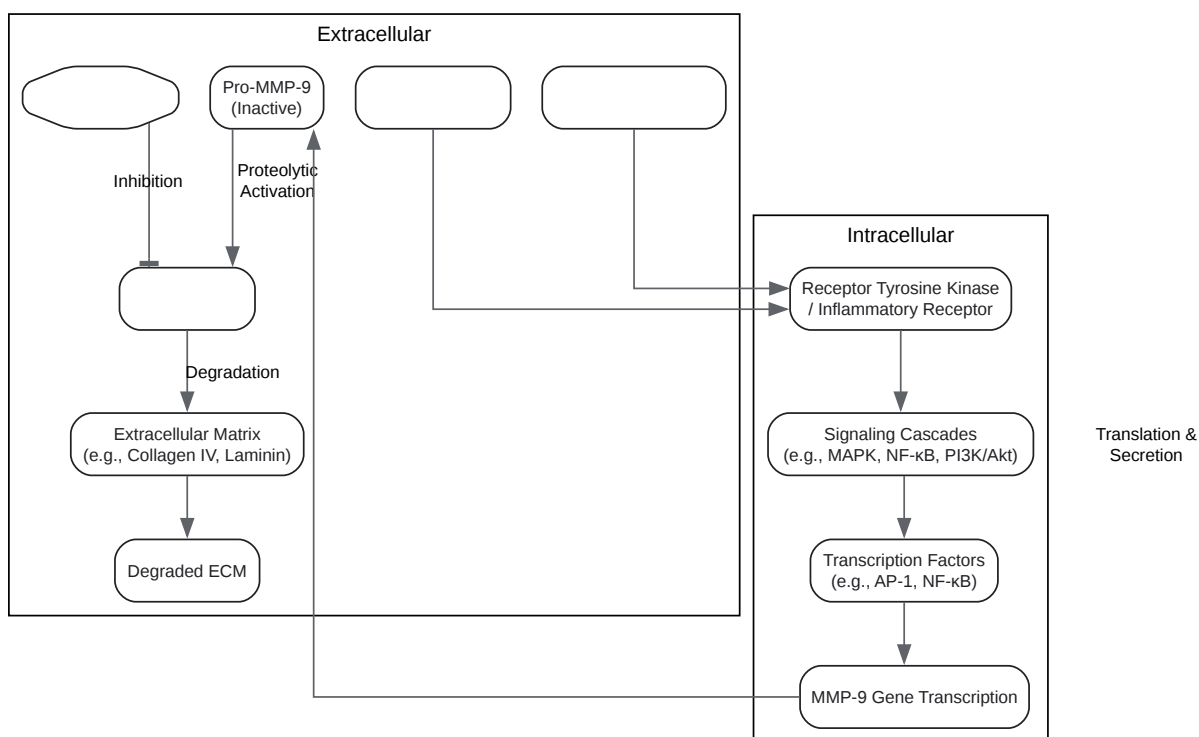 Extracellular
Pro-MMP-9
(Inactive)
Inhibition
Proteolytic
Activation
Degradation
Extracellular Matrix
(e.g., Collagen IV, Laminin)
Degraded ECM
Intracellular
Receptor Tyrosine Kinase
/ Inflammatory Receptor
Signaling Cascades
(e.g., MAPK, NF-κB, PI3K/Akt)
Translation &
Secretion
Transcription Factors
(e.g., AP-1, NF-κB)
MMP-9 Gene Transcription